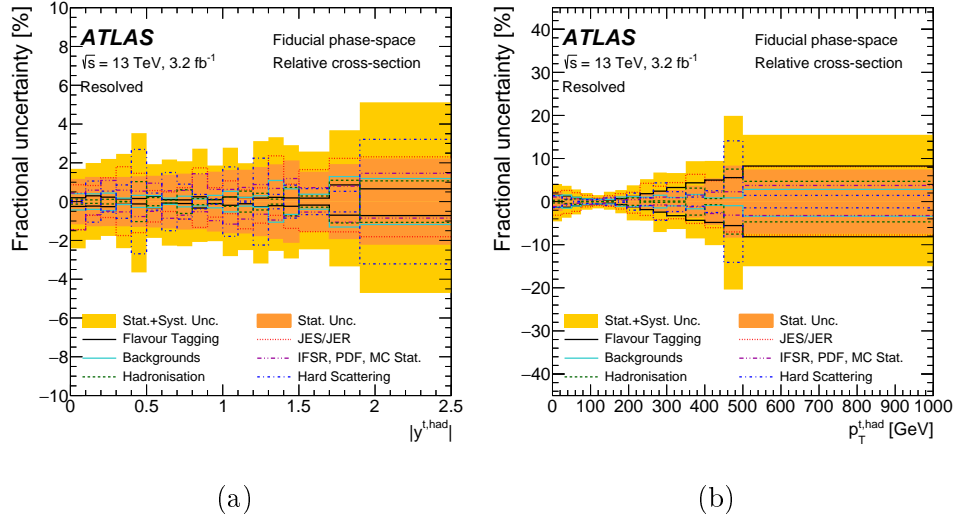 Fractional uncertainty [%]
10
8
6
4
2
0
−2
−4
−6
−8
−10
ATLAS
√s = 13 TeV, 3.2 fb-1
Resolved
Fiducial phase-space
Relative cross-section
Stat.+Syst. Unc.
Stat. Unc.
Flavour Tagging
JES/JER
Backgrounds
IFSR, PDF, MC Stat.
Hadronisation
Hard Scattering
0 0.5 1 1.5 2 2.5
|y^t,had|
(a)
Fractional uncertainty [%]
40
30
20
10
0
−10
−20
−30
−40
ATLAS
√s = 13 TeV, 3.2 fb-1
Resolved
Fiducial phase-space
Relative cross-section
Stat.+Syst. Unc.
Stat. Unc.
Flavour Tagging
JES/JER
Backgrounds
IFSR, PDF, MC Stat.
Hadronisation
Hard Scattering
0 100 200 300 400 500 600 700 800 900 1000
p_T^t,had [GeV]
(b)